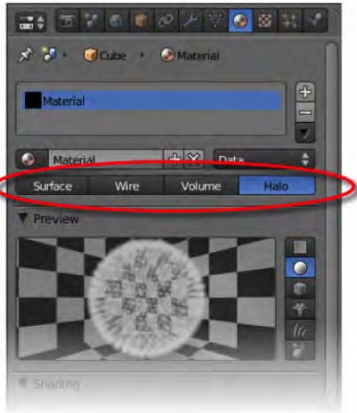 Cube Material
Material
Material Data
Surface Wire Volume Halo
Preview
Shading